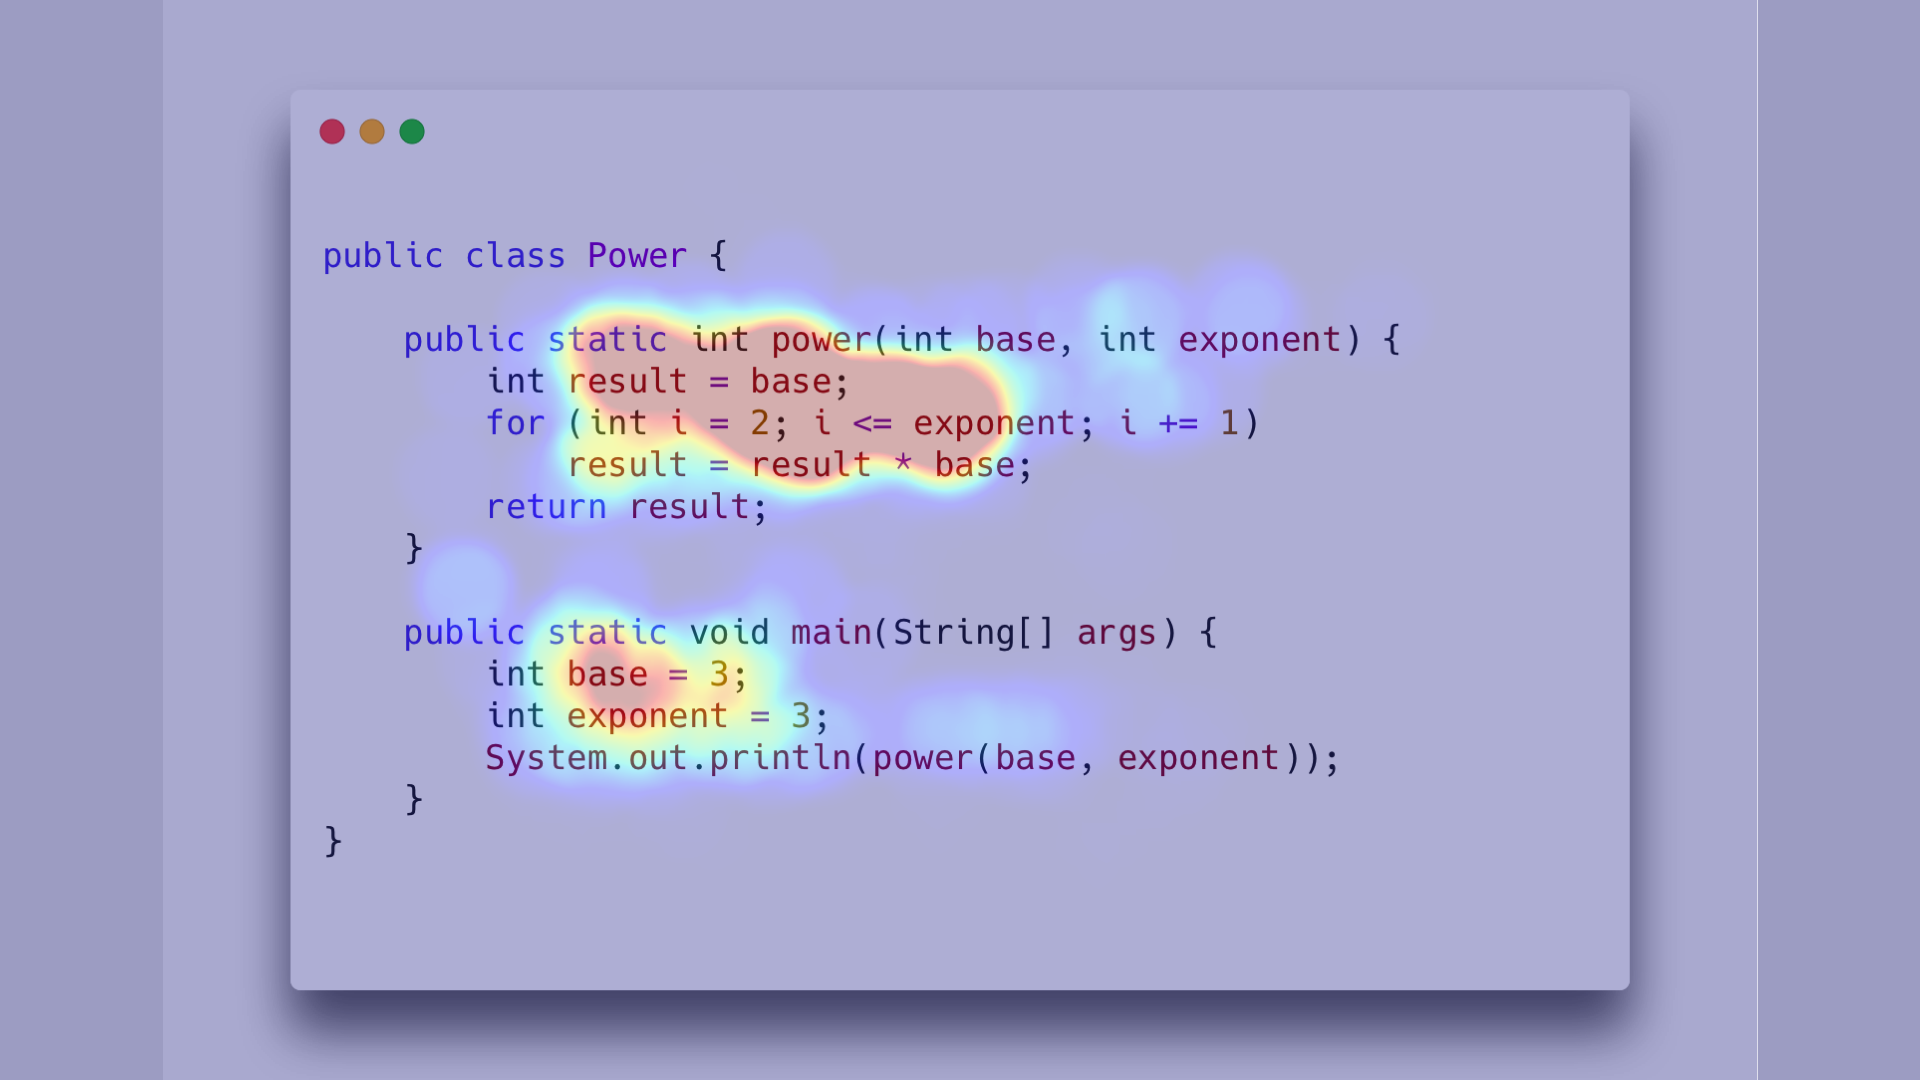 public class Power {
    public static int power(int base, int exponent) {
        int result = base;
        for (int i = 2; i <= exponent; i += 1)
            result = result * base;
        return result;
    }
    public static void main(String[] args) {
        int base = 3;
        int exponent = 3;
        System.out.println(power(base, exponent));
    }
}